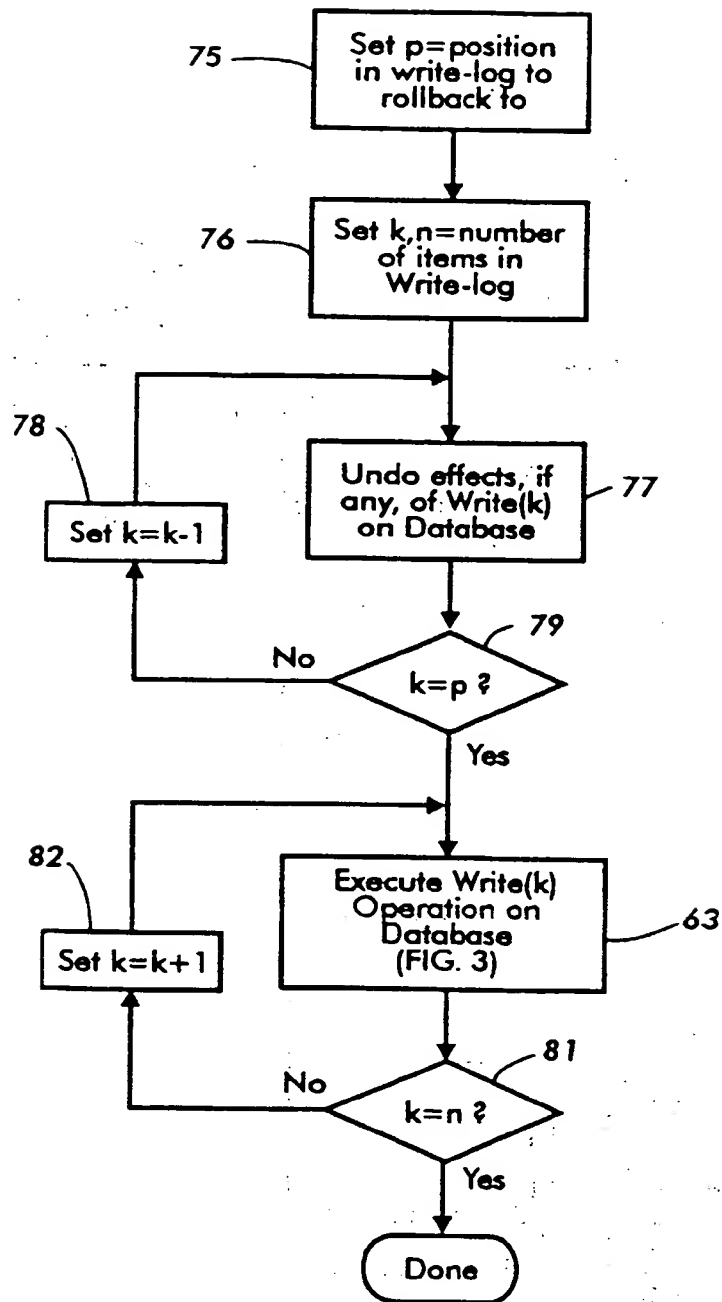 75
Set p=position
in write-log to
rollback to
76
Set k,n=number
of items in
Write-log
78
Set k=k-1
Undo effects, if
any, of Write(k)
on Database
77
79
No
k=p ?
Yes
82
Set k=k+1
Execute Write(k)
Operation on
Database
(FIG. 3)
63
81
No
k=n ?
Yes
Done